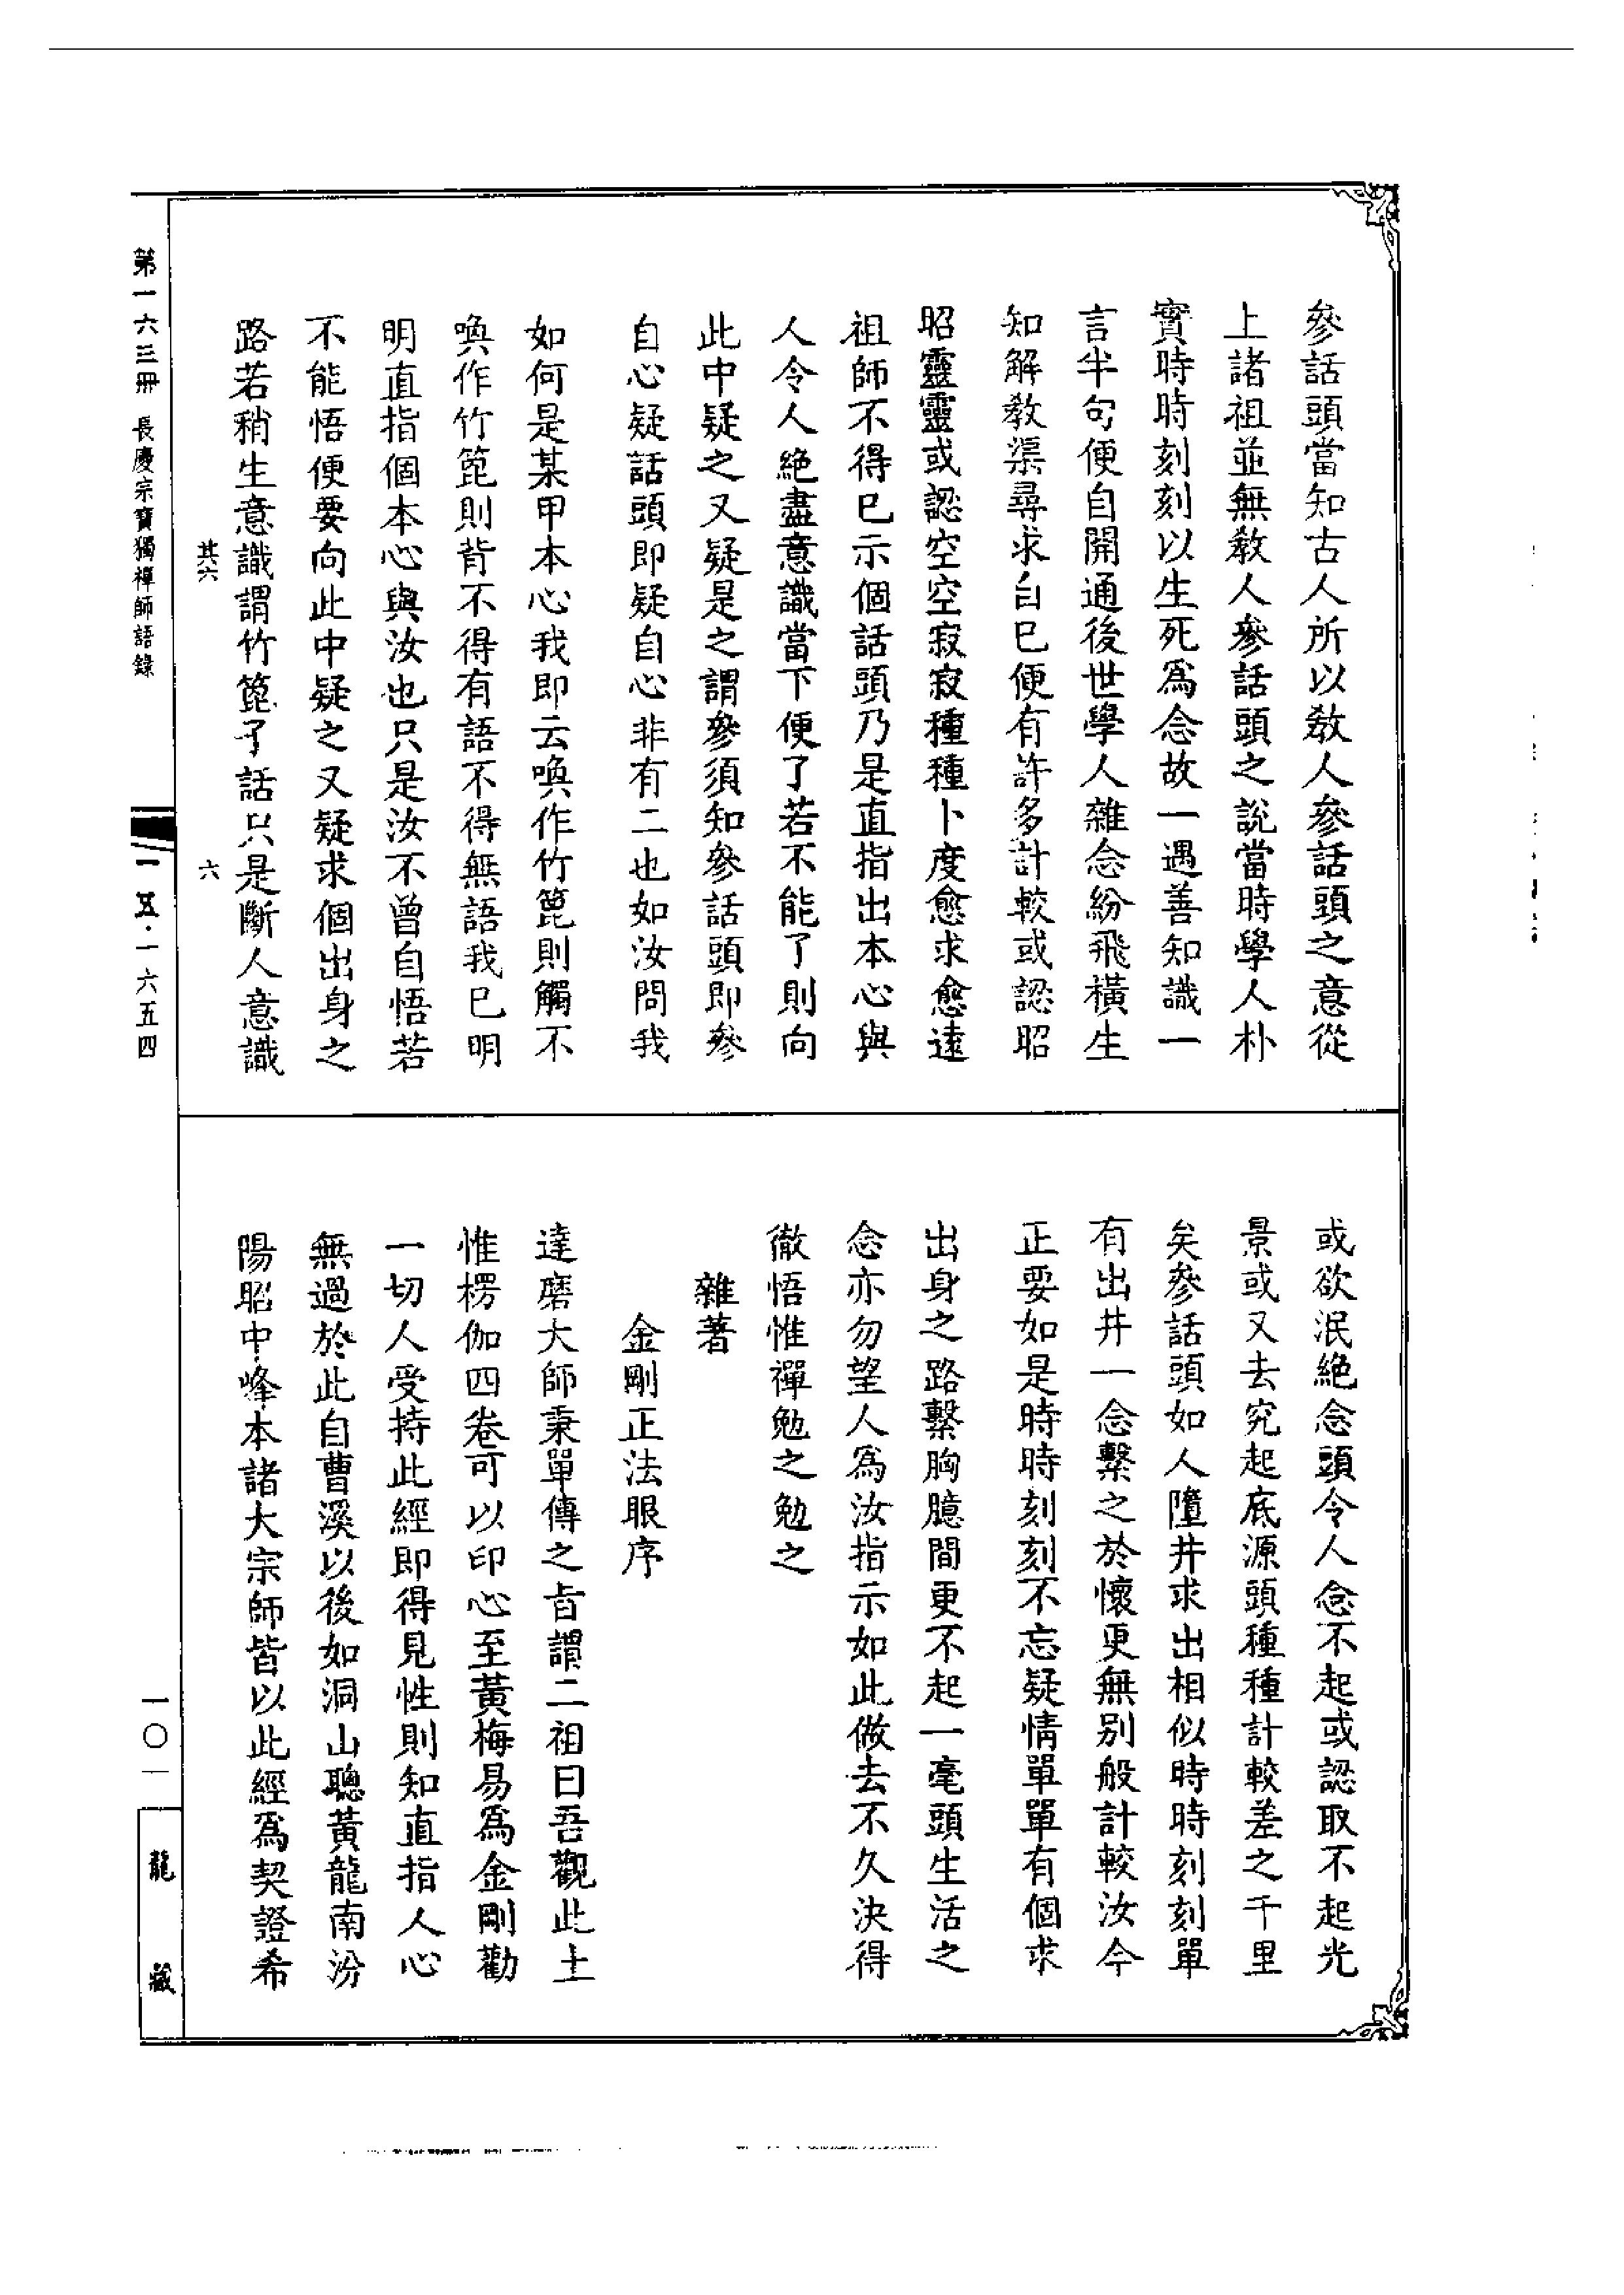 參話頭當知古人所以教人參話頭之意從
上諸祖並無教人參話頭之說當時學人朴
實時時刻刻以生死爲念故一遇善知識一
言半句便自開通後世學人雜念紛飛橫生
知解教渠尋求自巳便有許多計較或認昭
昭靈靈或認空空寂寂種種卜度愈求愈遠
祖師不得巳示個話頭乃是直指出本心與
人令人絕盡意識當下便了若不能了則向
此中疑之又疑是之謂參須知參話頭即參
自心疑話頭即疑自心非有二也如汝問我
如何是某甲本心我即云喚作竹篦則觸不
喚作竹篦則背不得有語不得無語我巳明
明直指個本心與汝也只是汝不曾自悟若
不能悟便要向此中疑之又疑求個出身之
路若稍生意識謂竹篦子話只是斷人意識
其六
六
或欲泯絕念頭令人念不起或認取不起光
景或又去究起底源頭種種計較差之千里
矣參話頭如人墮井求出相似時時刻刻單
有出井一念繫之於懷更無別般計較汝今
正要如是時時刻刻不忘疑情單單有個求
出身之路繫胸臆間更不起一毫頭生活之
念亦勿望人爲汝指示如此做去不久決得
徹悟惟禪勉之勉之
雜著
金剛正法眼序
達磨大師秉單傳之旨謂二祖曰吾觀此土
惟楞伽四卷可以印心至黃梅易爲金剛勸
一切人受持此經即得見性則知直指人心
無過於此自曹溪以後如洞山聰黃龍南汾
陽昭中峰本諸大宗師皆以此經爲契證希
第一六三冊 長慶宗寶獨禪師語錄
一五·一六五四
一〇一
龍藏